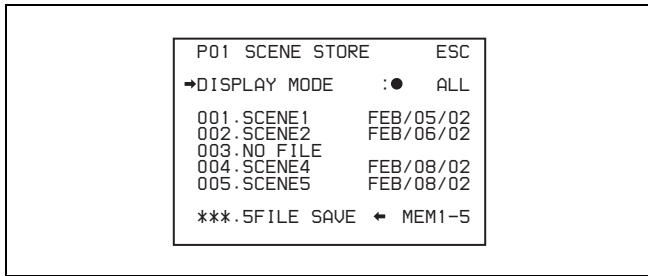 P01 SCENE STORE ESC
➡DISPLAY MODE :● ALL
001.SCENE1 FEB/05/02
002.SCENE2 FEB/06/02
003.NO FILE
004.SCENE4 FEB/08/02
005.SCENE5 FEB/08/02
***.5FILE SAVE ← MEM1-5